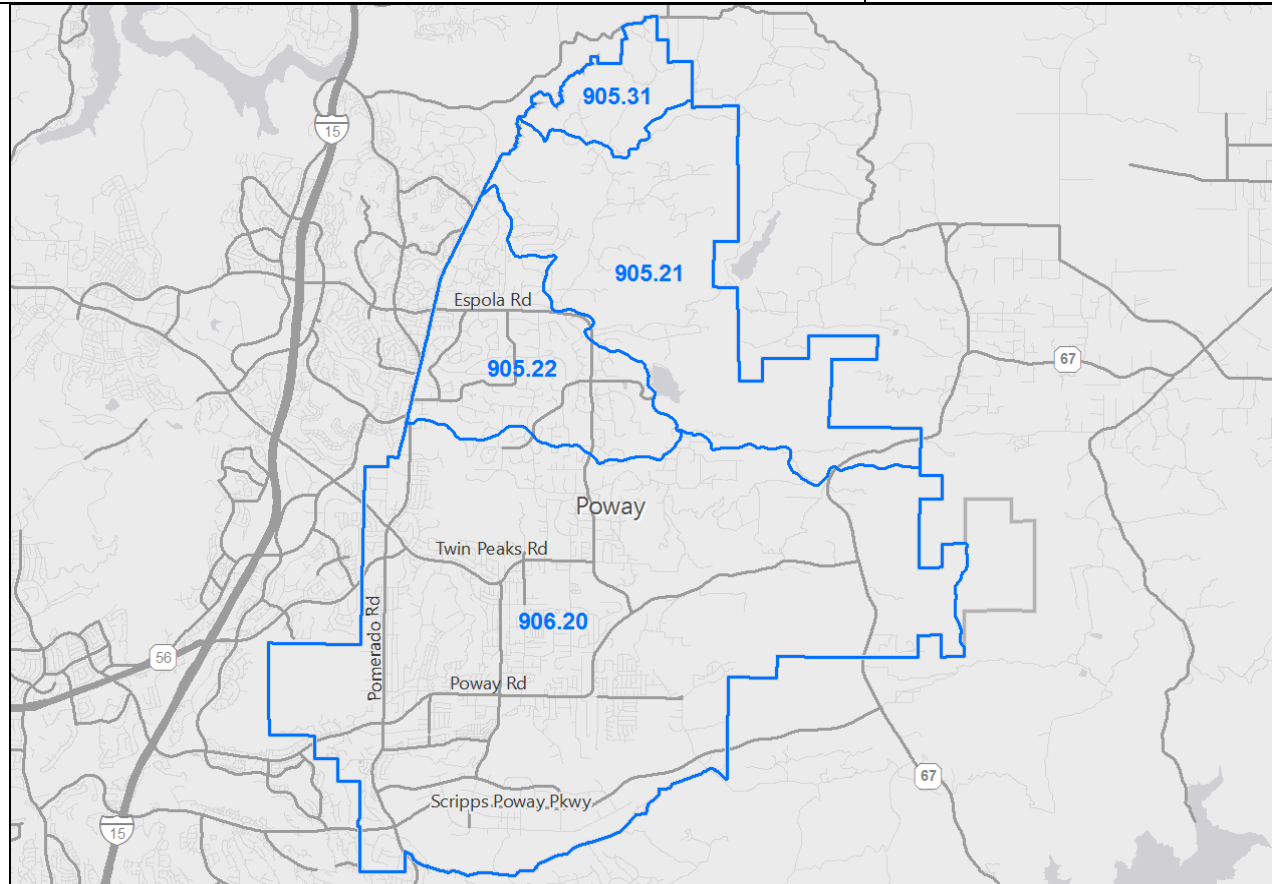 905.31
15
905.21
Espola Rd
67
905.22
Poway
Twin Peaks Rd
906.20
Pomerado Rd
56
Poway Rd
67
Scripps Poway Pkwy
15